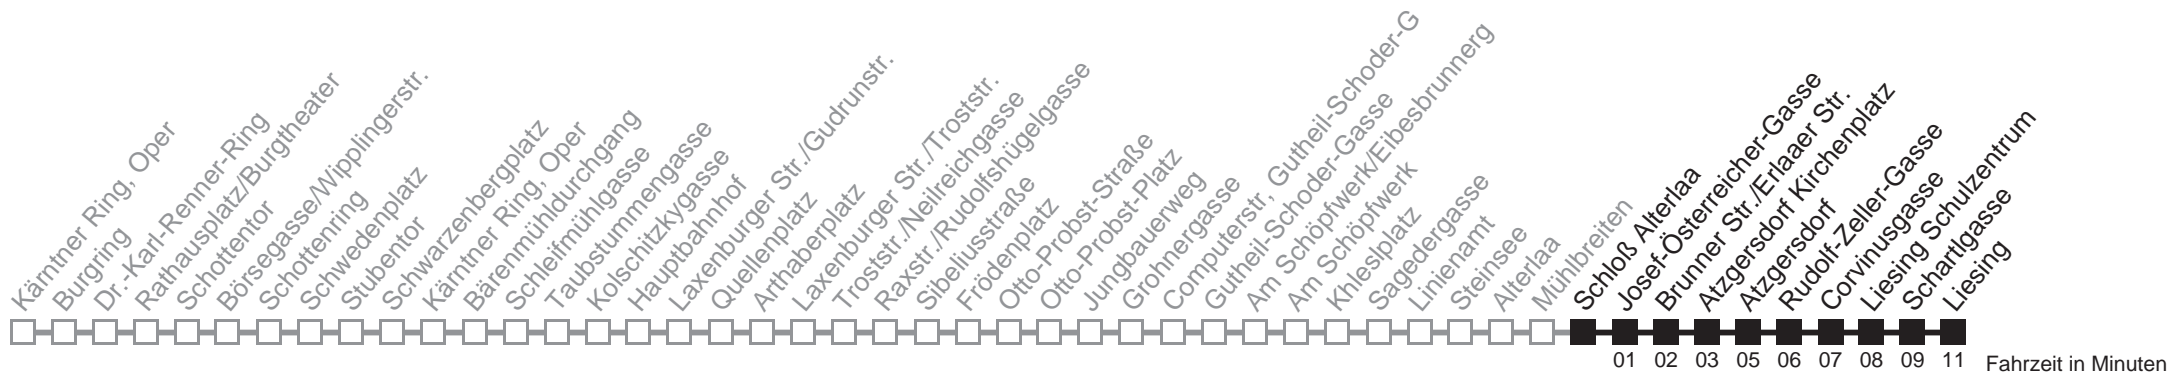 Kärntner Ring, Oper
Burgring
Dr.-Karl-Renner-Ring
Rathausplatz/Burgtheater
Schottentor
Börsegasse/Wipplingerstr.
Schottenring
Schwedenplatz
Stubentor
Schwarzenbergplatz
Kärntner Ring, Oper
Bärenmühldurchgang
Schleifmühlgasse
Taubstummengasse
Kolschitzkygasse
Hauptbahnhof
Laxenburger Str./Gudrunstr.
Quellenplatz
Arthaberplatz
Laxenburger Str./Troststr.
Troststr./Neilreichgasse
Raxstr./Rudolfshügelgasse
Sibeliusstraße
Frödenplatz
Otto-Probst-Straße
Otto-Probst-Platz
Jungbauerweg
Grohnergasse
Computerstr, Gutheil-Schoder-G
Gutheil-Schoder-Gasse
Am Schöpfwerk/Eibesbrunnerg
Am Schöpfwerk
Khleslplatz
Sagedergasse
Linienamt
Steinsee
Alterlaa
Mühlbreiten
Schloß Alterlaa
Josef-Österreicher-Gasse
Brunner Str./Erlaaer Str.
Atzgersdorf Kirchenplatz
Atzgersdorf
Rudolf-Zeller-Gasse
Corvinusgasse
Liesing Schulzentrum
Schartlgasse
Liesing
01 02 03 05 06 07 08 09 11 Fahrzeit in Minuten